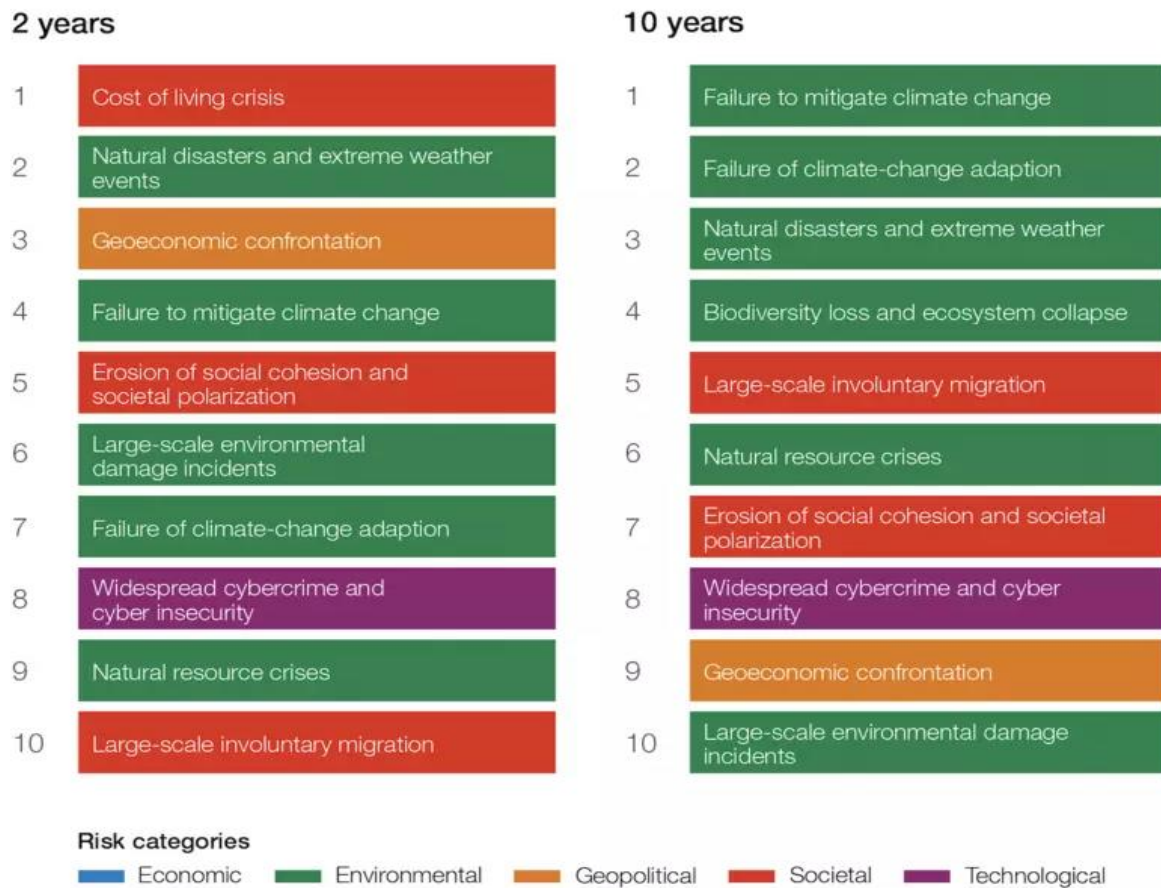 2 years
1
Cost of living crisis
2
Natural disasters and extreme weather
events
3
Geoeconomic confrontation
4
Failure to mitigate climate change
5
Erosion of social cohesion and
societal polarization
6
Large-scale environmental
damage incidents
7
Failure of climate-change adaption
8
Widespread cybercrime and
cyber insecurity
9
Natural resource crises
10
Large-scale involuntary migration
10 years
1
Failure to mitigate climate change
2
Failure of climate-change adaption
3
Natural disasters and extreme weather
events
4
Biodiversity loss and ecosystem collapse
5
Large-scale involuntary migration
6
Natural resource crises
7
Erosion of social cohesion and societal
polarization
8
Widespread cybercrime and cyber
insecurity
9
Geoeconomic confrontation
10
Large-scale environmental damage
incidents
Risk categories
Economic Environmental Geopolitical Societal Technological